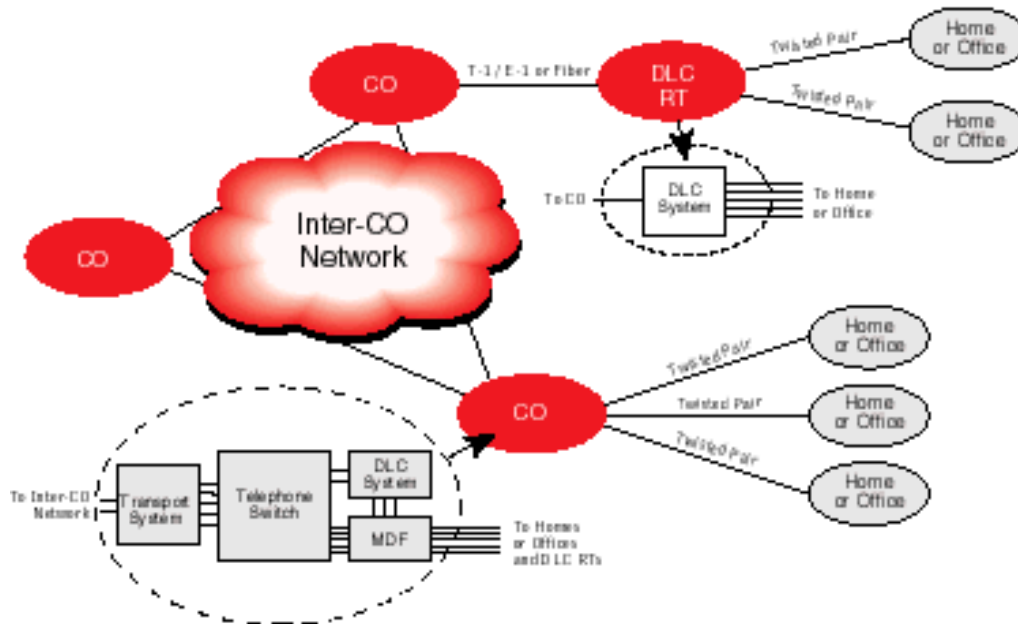 Home
or Office
Twisted Pair
CO
T-1 / E-1 or Fiber
DLC
RT
Twisted Pair
Home
or Office
To CO
DLC
System
To Home
or Office
Inter-CO
Network
CO
Home
or Office
Twisted Pair
CO
Twisted Pair
Home
or Office
Twisted Pair
Home
or Office
To Inter-CO
Network
Transport
System
Telephone
Switch
DLC
System
MDF
To Homes
or Offices
and DLC RTs